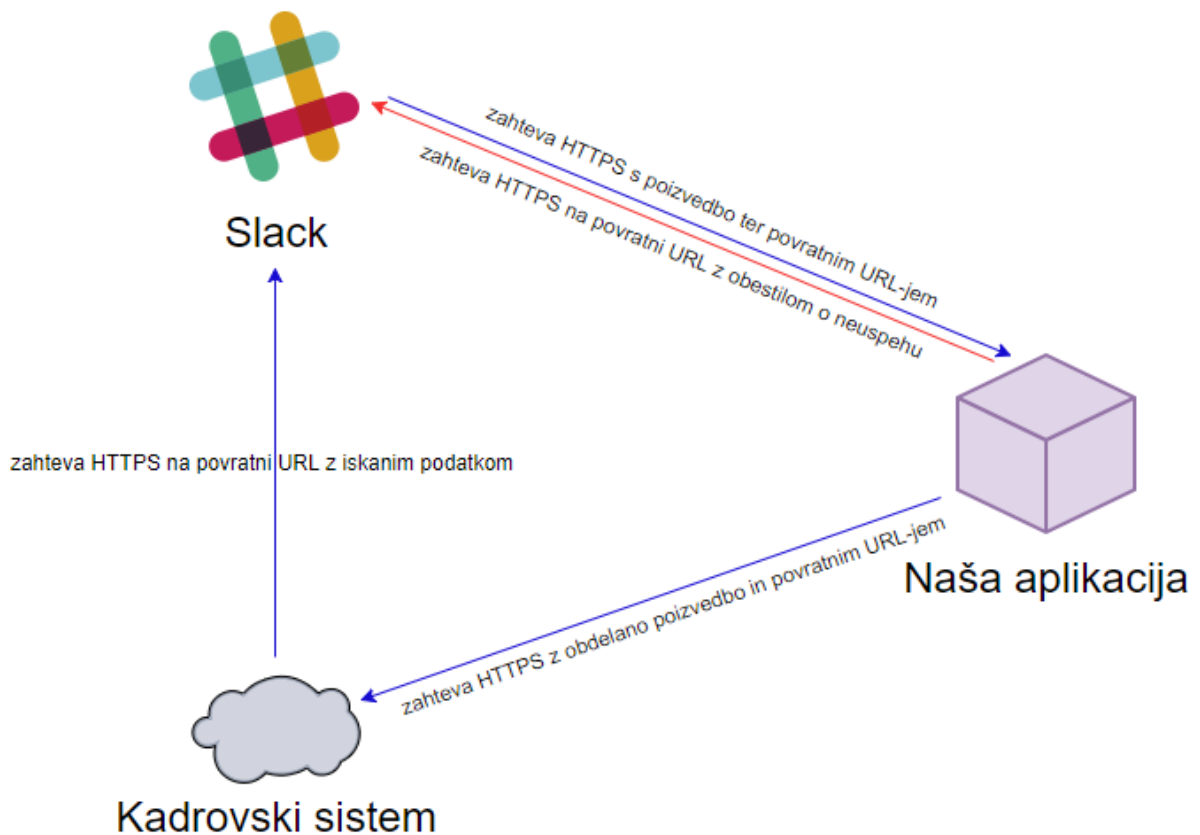 zahteva HTTPS s poizvedbo ter povratnim URL-jem
zahteva HTTPS na povratni URL z obestilom o neuspehu
Slack
zahteva HTTPS na povratni URL z iskanim podatkom
Naša aplikacija
zahteva HTTPS z obdelano poizvedbo in povratnim URL-jem
Kadrovski sistem